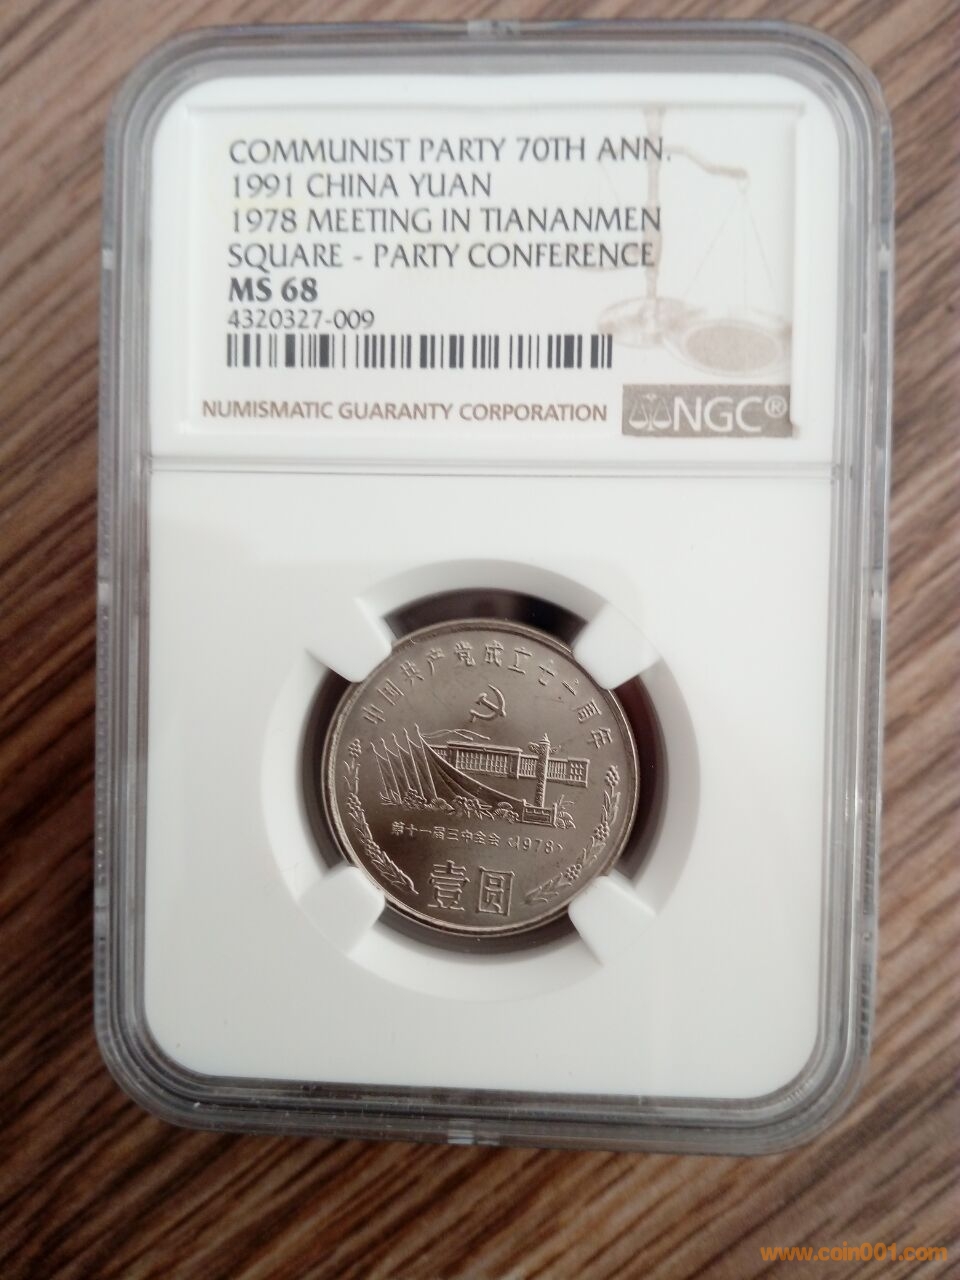 COMMUNIST PARTY 70TH ANN.
1991 CHINA YUAN
1978 MEETING IN TIANANMEN
SQUARE - PARTY CONFERENCE
MS 68
4320327-009
NUMISMATIC GUARANTY CORPORATION
NGC®
中国共产党成立七十周年
第十一届三中全会（1978）
壹圆
www.coin001.com